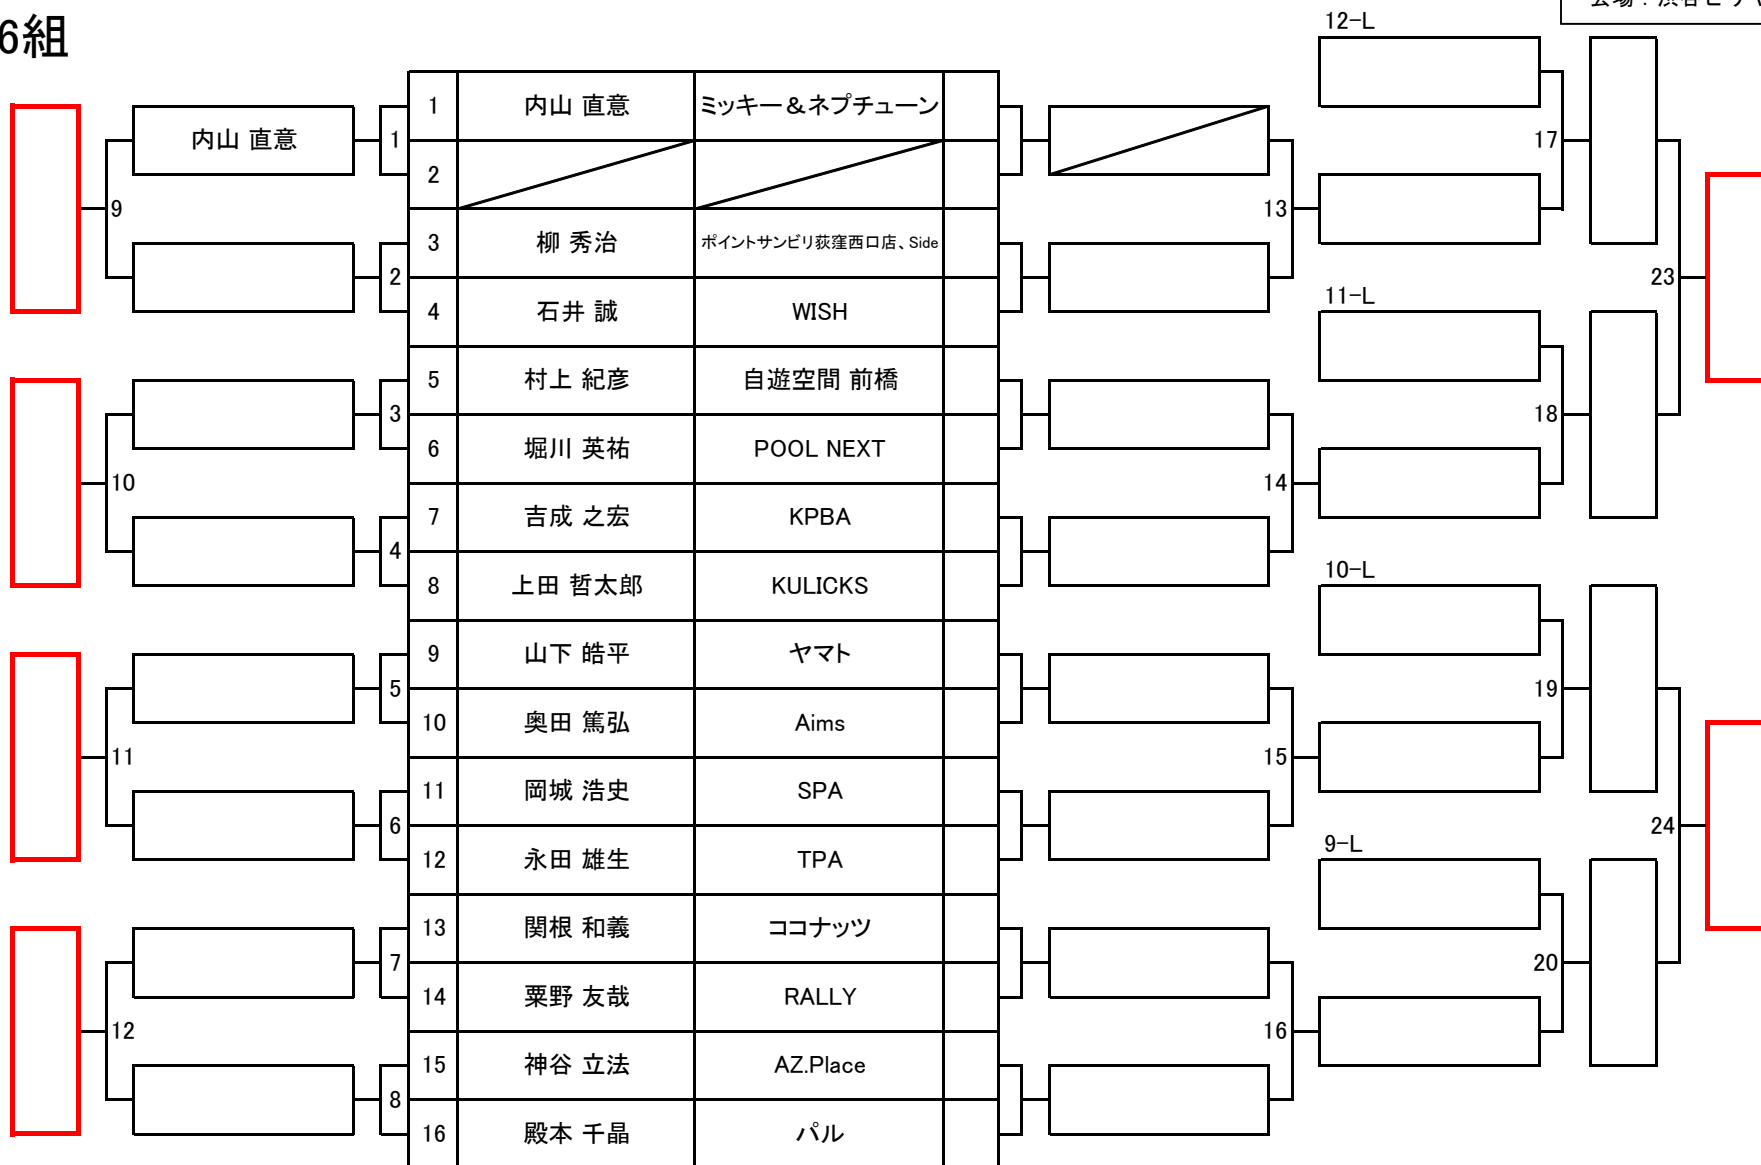 12-L
6組
1 内山 直意 ミッキー＆ネプチューン
内山 直意 1 17
2
9 13
3 柳 秀治 ポイントサンビリ荻窪西口店、Side
2 23
4 石井 誠 WISH
11-L
5 村上 紀彦 自遊空間 前橋
3 18
6 堀川 英祐 POOL NEXT
10 14
7 吉成 之宏 KPBA
4
8 上田 哲太郎 KULICKS
10-L
9 山下 皓平 ヤマト
5 19
10 奥田 篤弘 Aims
11 15
11 岡城 浩史 SPA
6 24
12 永田 雄生 TPA
9-L
13 関根 和義 ココナッツ
7 20
14 粟野 友哉 RALLY
12 16
15 神谷 立法 AZ.Place
8
16 殿本 千晶 パル